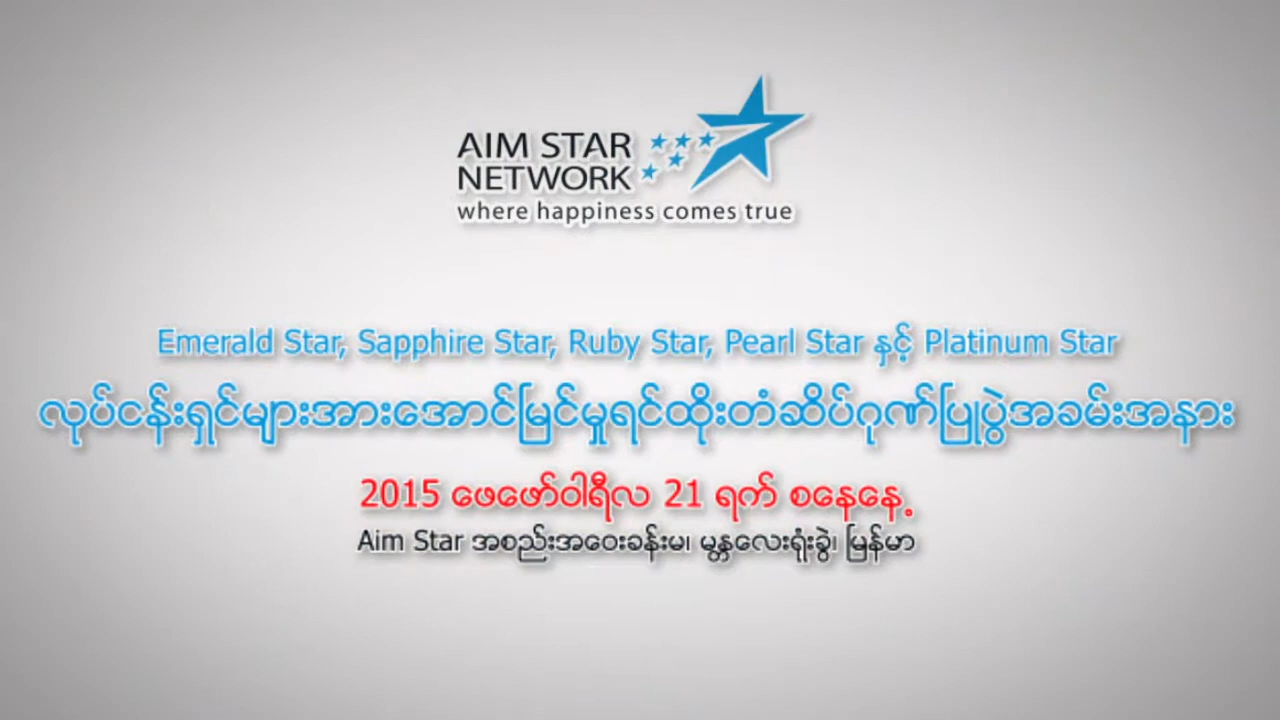 AIM STAR
NETWORK
where happiness comes true
Emerald Star, Sapphire Star, Ruby Star, Pearl Star နှင့် Platinum Star
လုပ်ငန်းရှင်များအားအောင်မြင်မှုရင်ထိုးတံဆိပ်ဂုဏ်ပြုပွဲအခမ်းအနား
2015 ဖေဖော်ဝါရီလ 21 ရက် စနေနေ့
Aim Star အစည်းအဝေးခန်းမ၊ မန္တလေးရုံးခွဲ၊ မြန်မာ